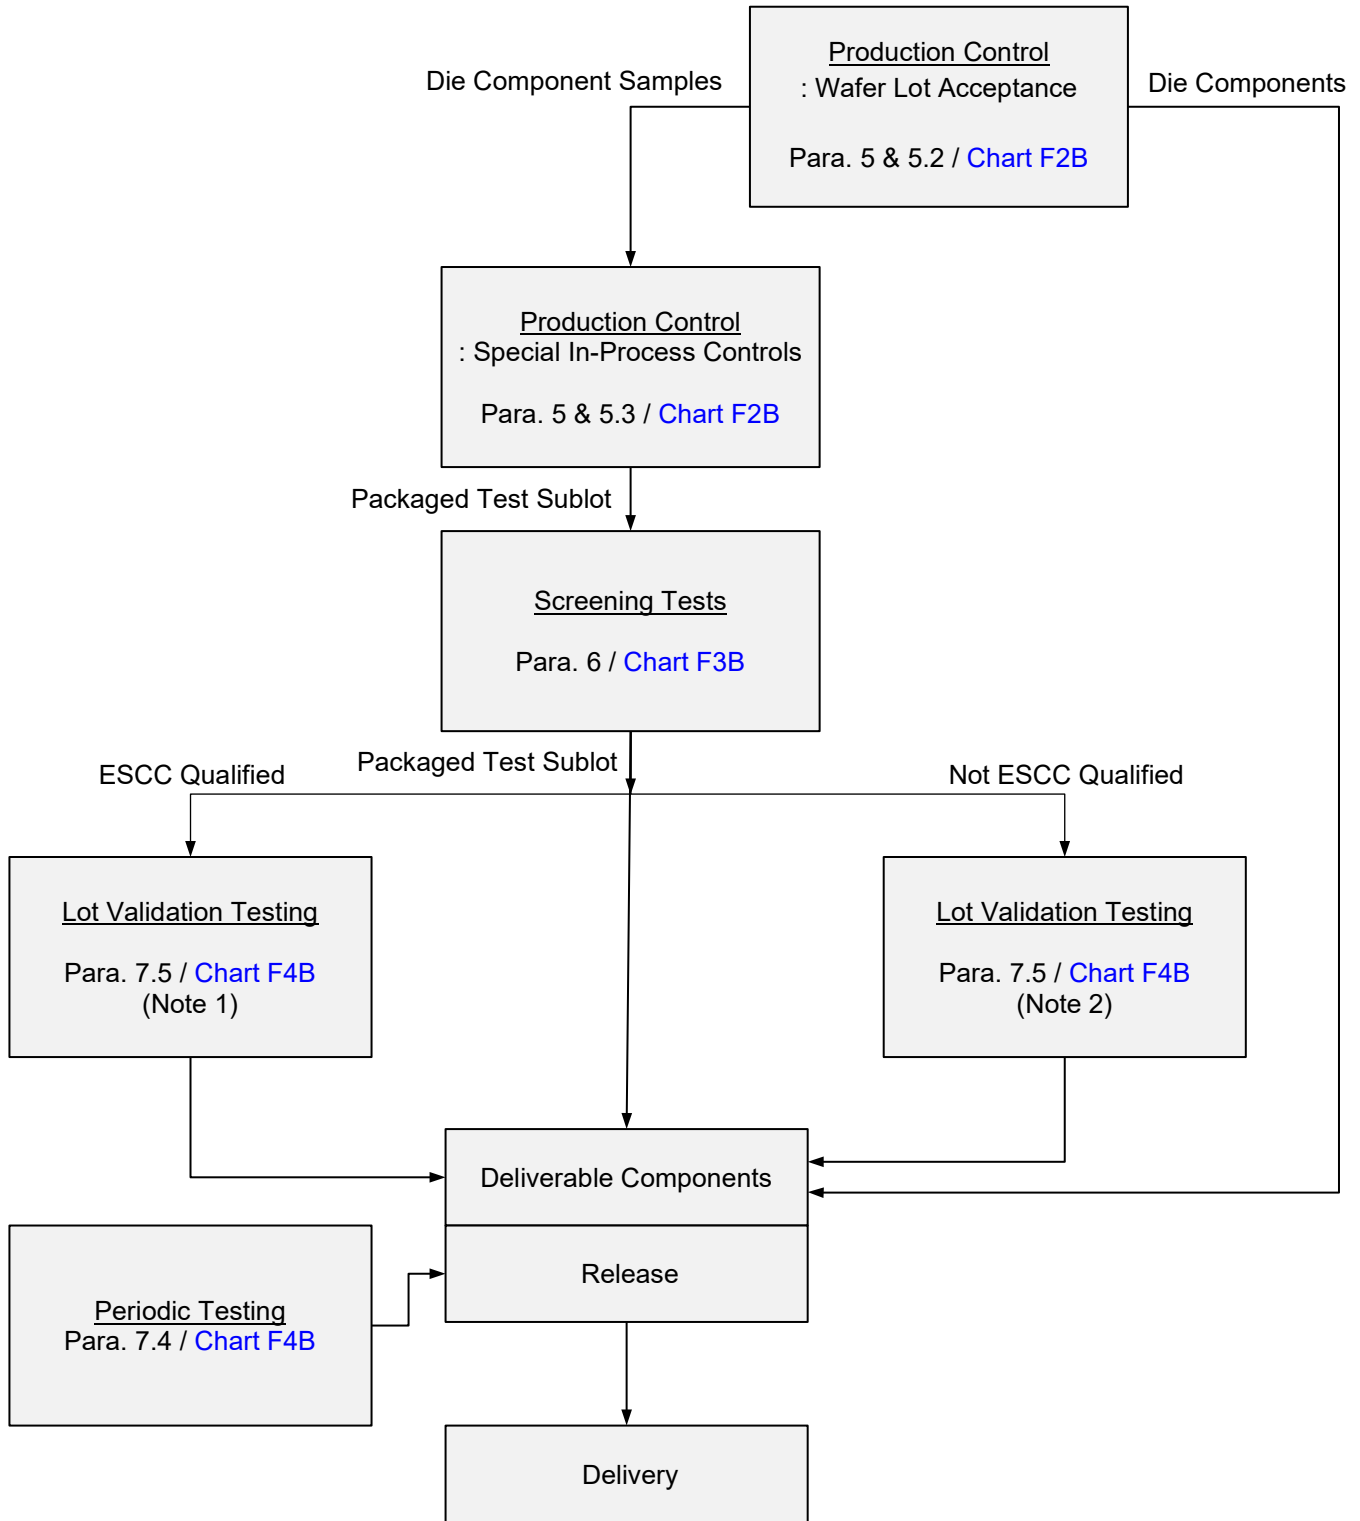 Production Control
: Wafer Lot Acceptance
Para. 5 & 5.2 / Chart F2B
Die Component Samples
Die Components
Production Control
: Special In-Process Controls
Para. 5 & 5.3 / Chart F2B
Packaged Test Sublot
Screening Tests
Para. 6 / Chart F3B
Packaged Test Sublot
ESCC Qualified
Not ESCC Qualified
Lot Validation Testing
Para. 7.5 / Chart F4B
(Note 1)
Lot Validation Testing
Para. 7.5 / Chart F4B
(Note 2)
Deliverable Components
Release
Periodic Testing
Para. 7.4 / Chart F4B
Delivery